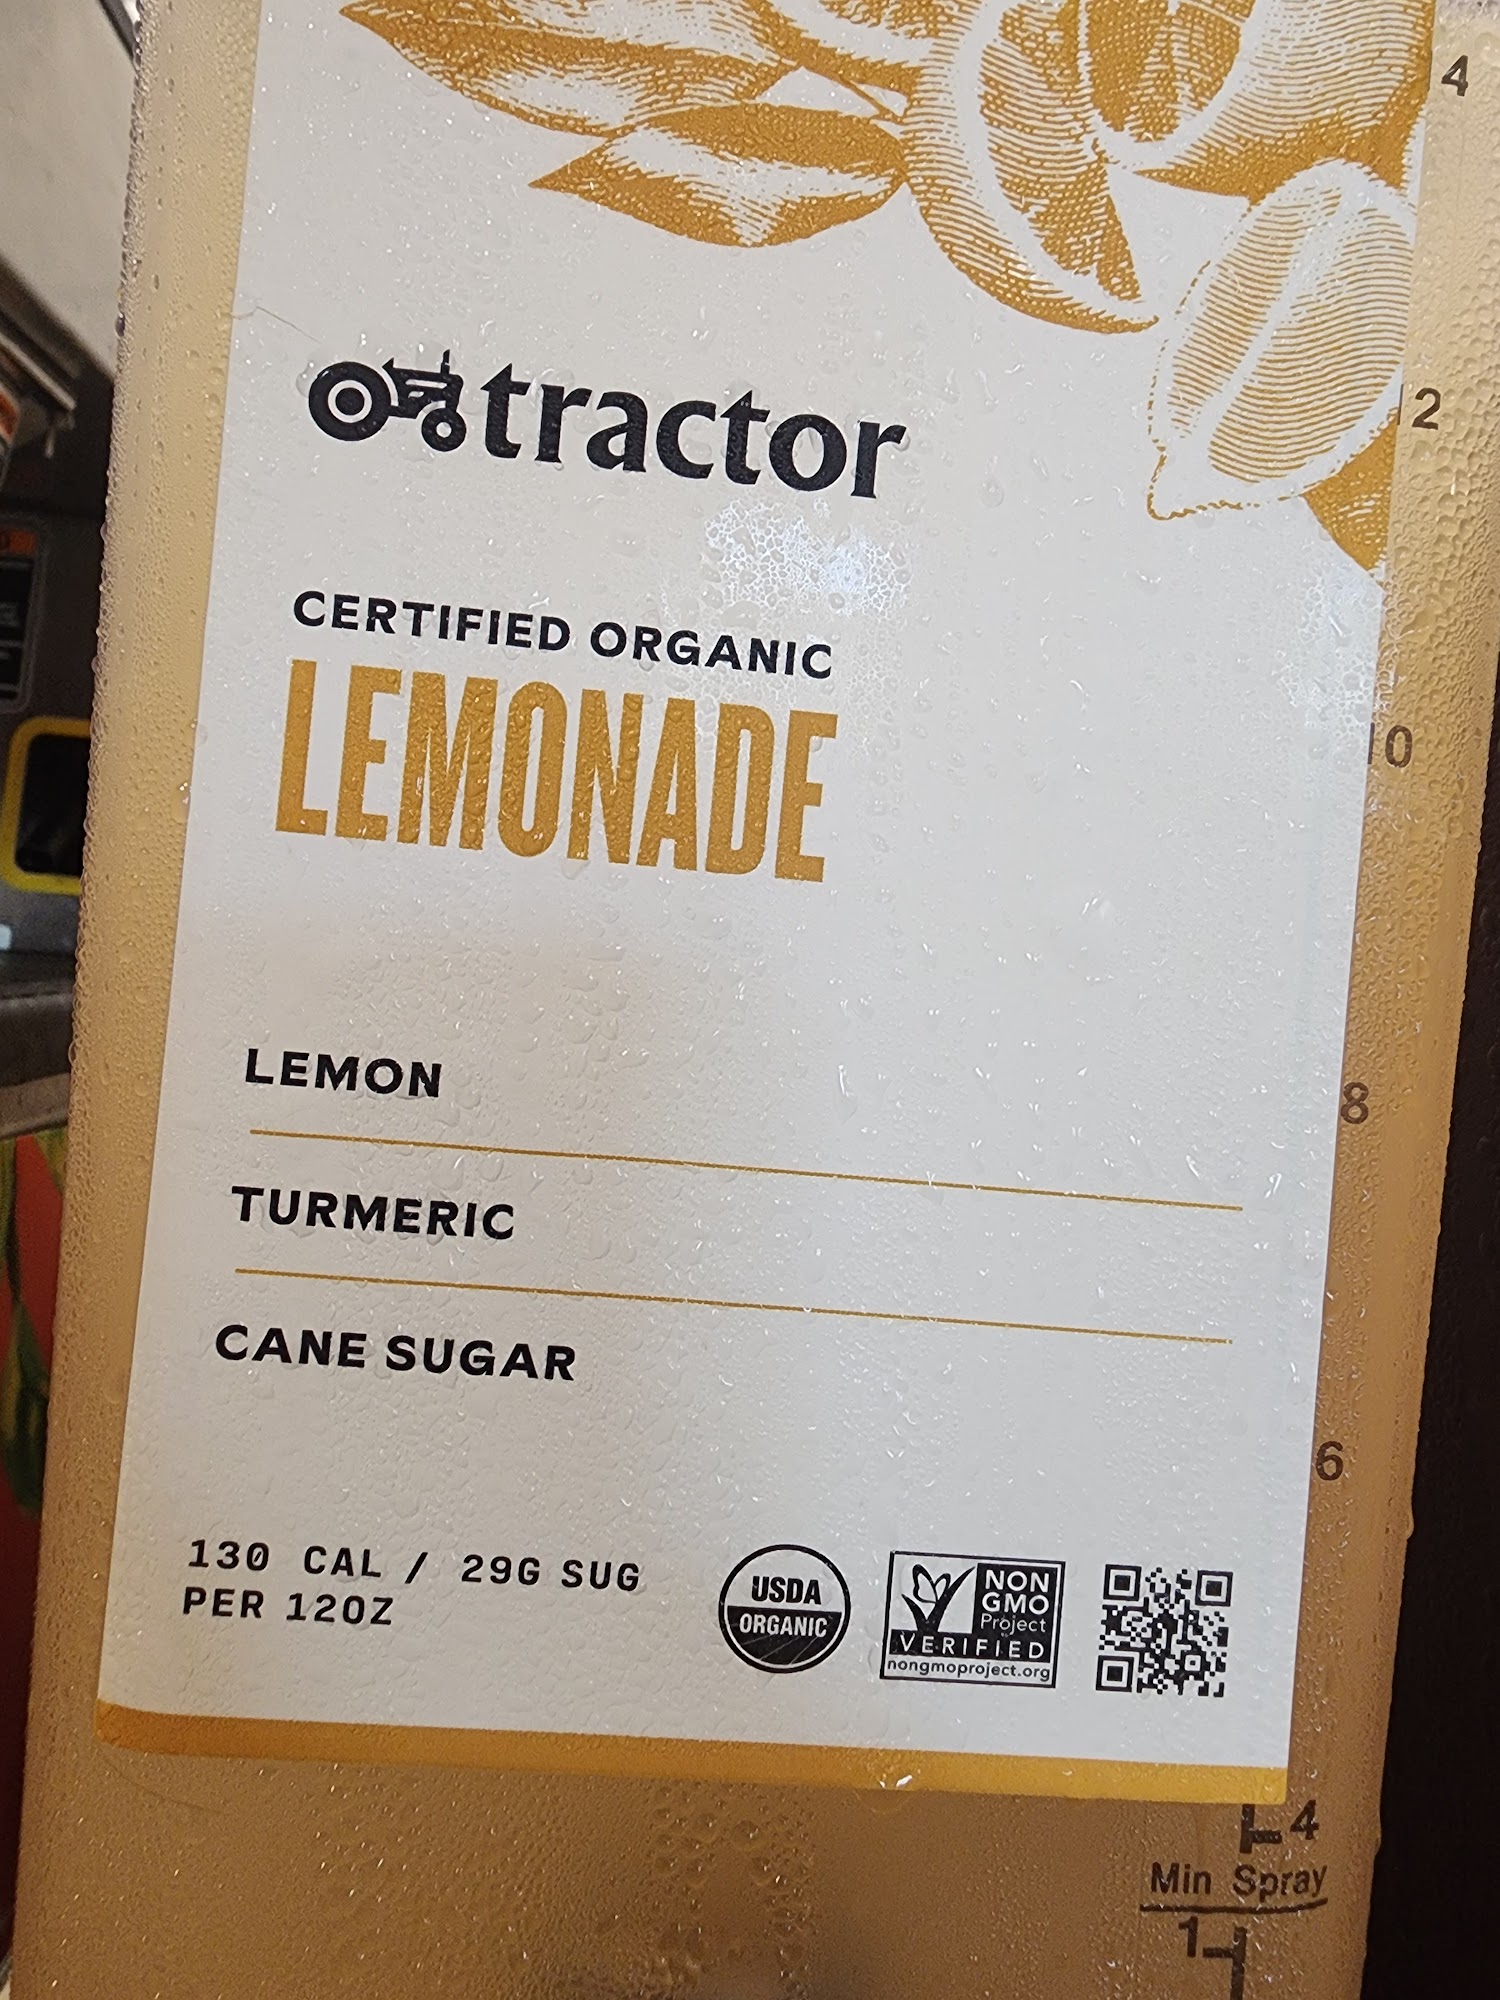 tractor
CERTIFIED ORGANIC
LEMONADE
LEMON
TURMERIC
CANE SUGAR
130 CAL / 29G SUG
PER 12OZ
USDA
ORGANIC
NON
GMO
Project
VERIFIED
nongmoproject.org
4
2
10
8
6
4
Min Spray
1